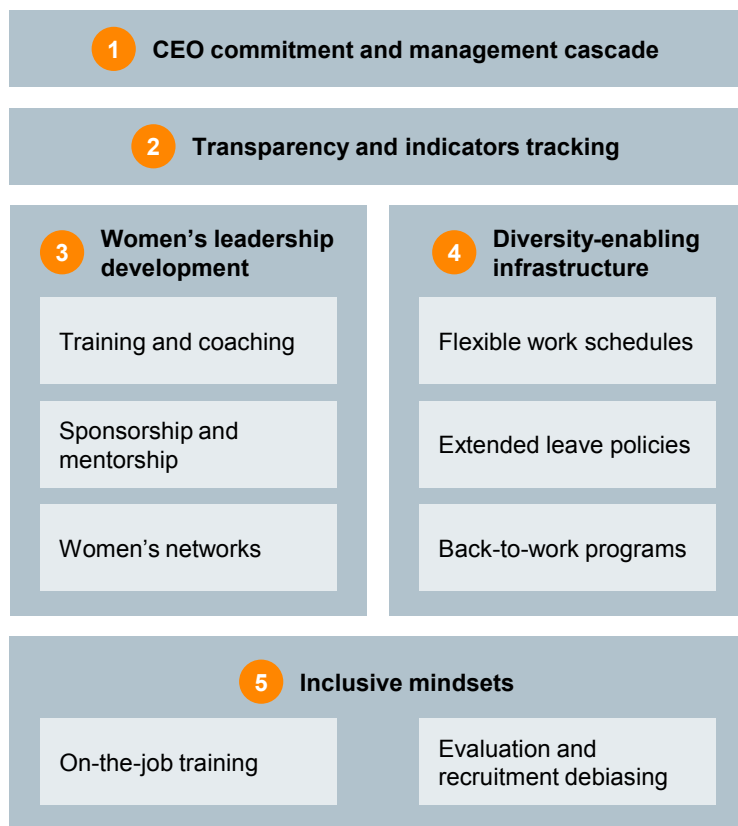 1 CEO commitment and management cascade
2 Transparency and indicators tracking
3 Women’s leadership
development
Training and coaching
Sponsorship and
mentorship
Women’s networks
4 Diversity-enabling
infrastructure
Flexible work schedules
Extended leave policies
Back-to-work programs
5 Inclusive mindsets
On-the-job training
Evaluation and
recruitment debiasing